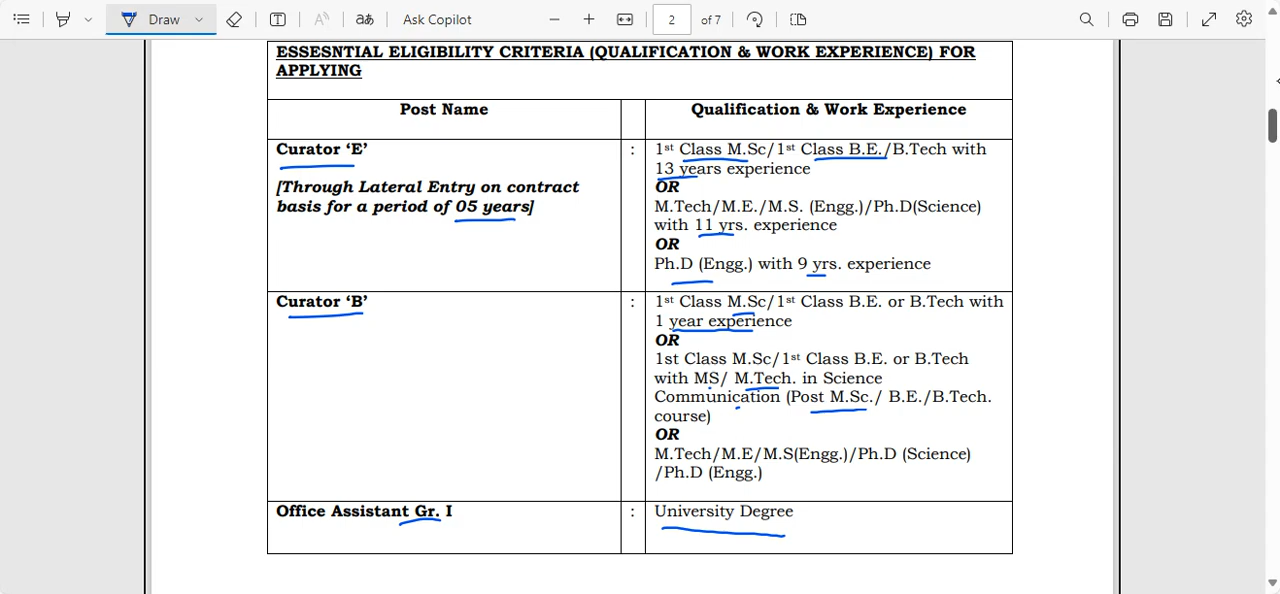 Draw
Ask Copilot
2 of 7
ESSESNTIAL ELIGIBILITY CRITERIA (QUALIFICATION & WORK EXPERIENCE) FOR
APPLYING
Post Name
Qualification & Work Experience
Curator ‘E’
[Through Lateral Entry on contract
basis for a period of 05 years]
:
1st Class M.Sc/1st Class B.E./B.Tech with
13 years experience
OR
M.Tech/M.E./M.S. (Engg.)/Ph.D(Science)
with 11 yrs. experience
OR
Ph.D (Engg.) with 9 yrs. experience
Curator ‘B’
:
1st Class M.Sc/1st Class B.E. or B.Tech with
1 year experience
OR
1st Class M.Sc/1st Class B.E. or B.Tech
with MS/ M.Tech. in Science
Communication (Post M.Sc./ B.E./B.Tech.
course)
OR
M.Tech/M.E/M.S(Engg.)/Ph.D (Science)
/Ph.D (Engg.)
Office Assistant Gr. I
:
University Degree